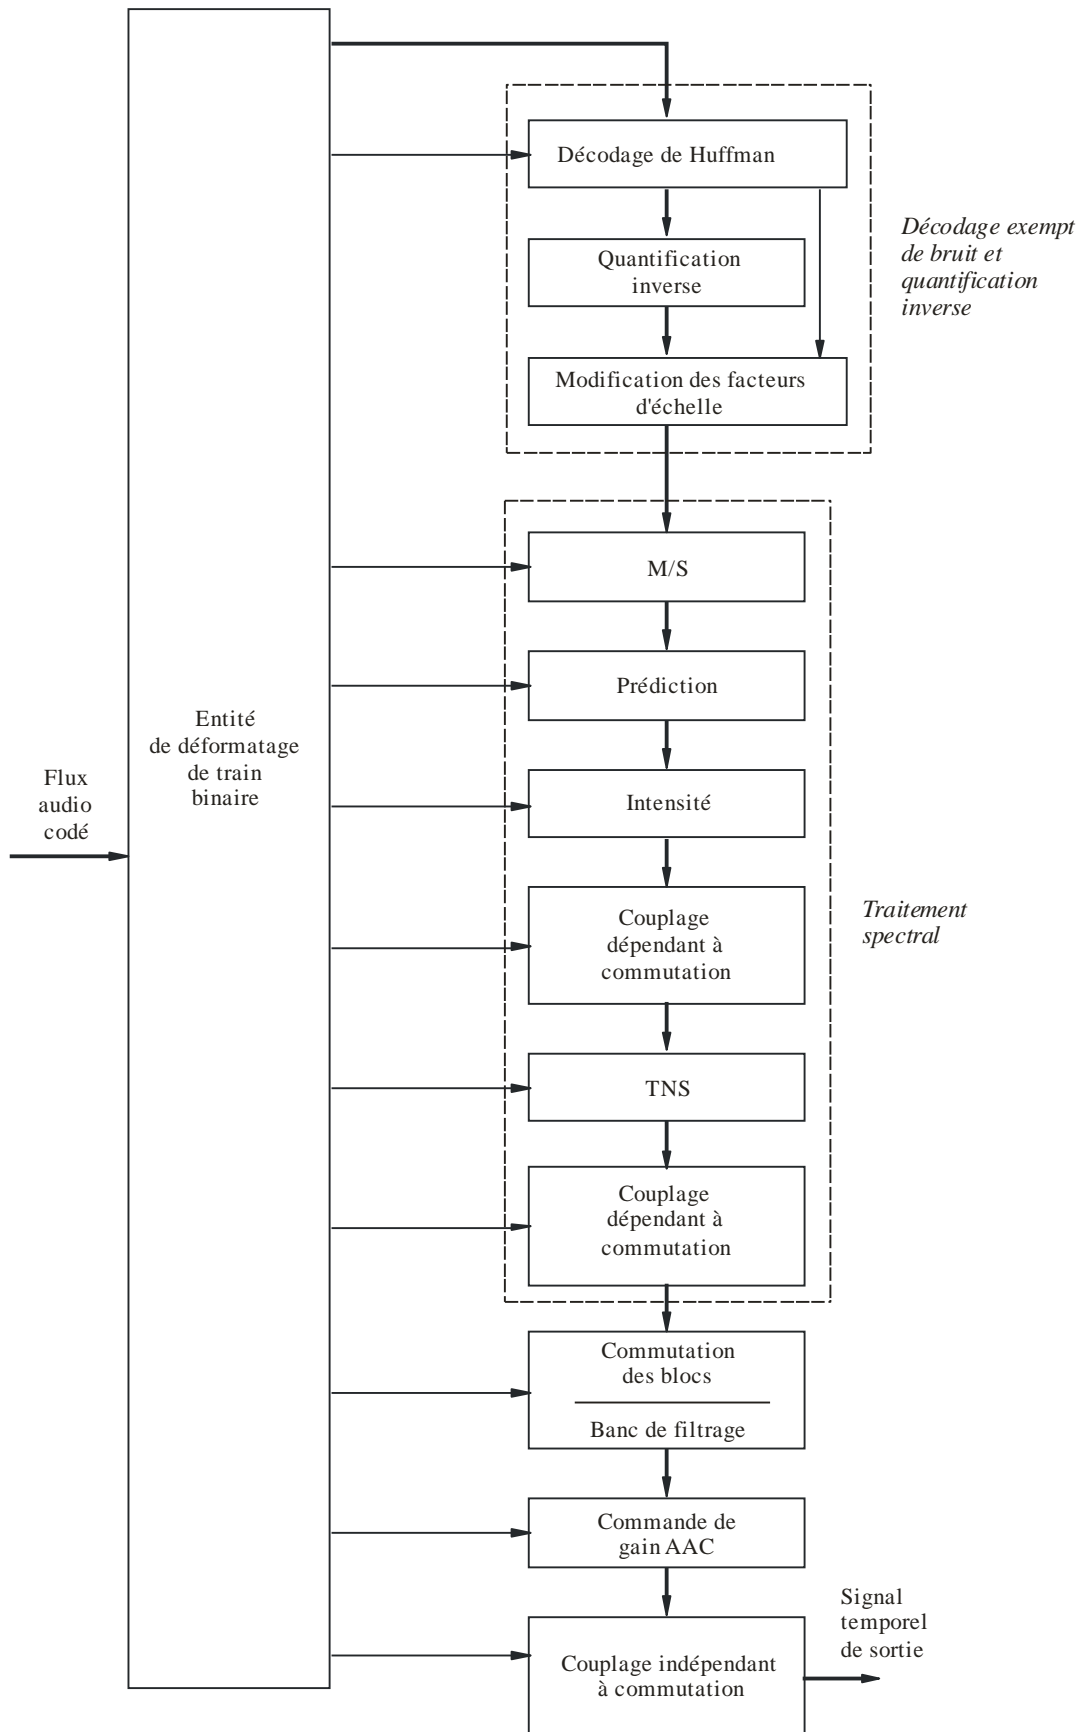 Décodage de Huffman
Quantification
inverse
Modification des facteurs
d'échelle
Décodage exempt
de bruit et
quantification
inverse
M/S
Prédiction
Intensité
Couplage
dépendant à
commutation
TNS
Couplage
dépendant à
commutation
Traitement
spectral
Entité
de déformatage
de train
binaire
Flux
audio
codé
Commutation
des blocs
Banc de filtrage
Commande de
gain AAC
Couplage indépendant
à commutation
Signal
temporel
de sortie